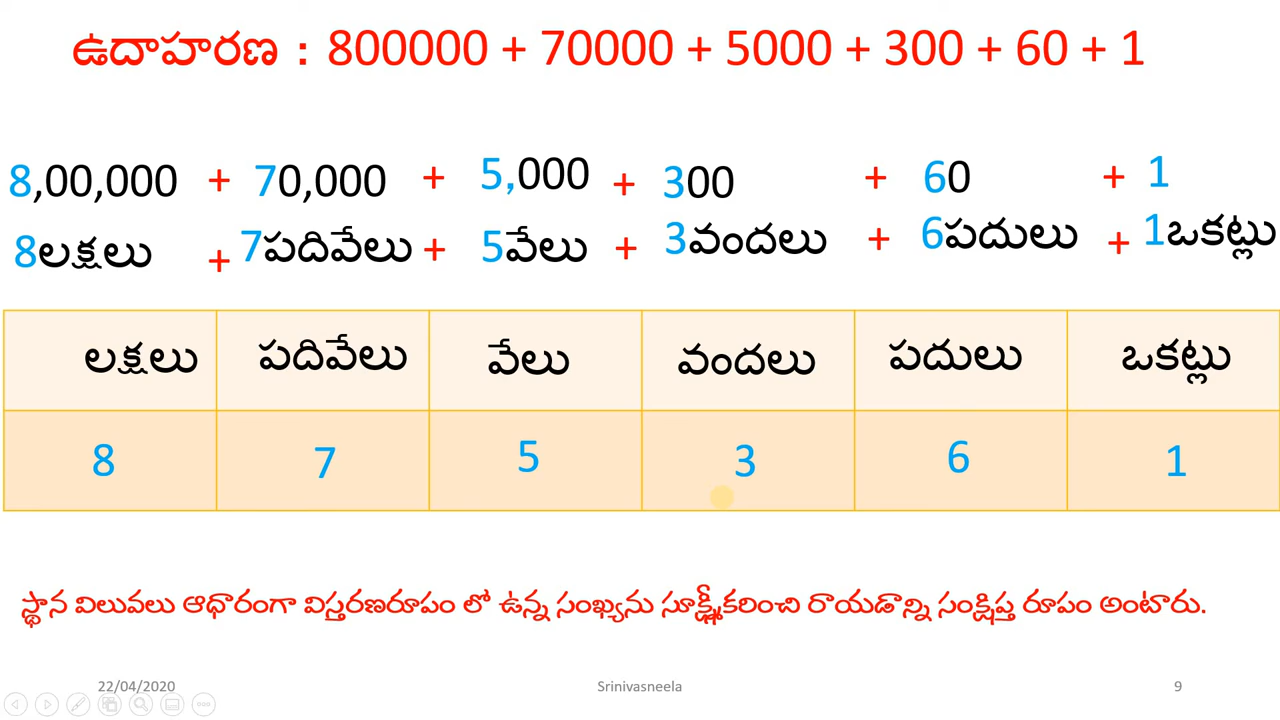 ఉదాహరణ : 800000 + 70000 + 5000 + 300 + 60 + 1
8,00,000 + 70,000 + 5,000 + 300 + 60 + 1
8లక్షలు + 7పదివేలు + 5వేలు + 3వందలు + 6పదులు + 1ఒకట్లు
లక్షలు పదివేలు వేలు వందలు పదులు ఒకట్లు
8 7 5 3 6 1
స్థాన విలువలు ఆధారంగా విస్తరణరూపం లో ఉన్న సంఖ్యను సూక్ష్మీకరించి రాయడాన్ని సంక్షిప్త రూపం అంటారు.
22/04/2020 Srinivasneela 9